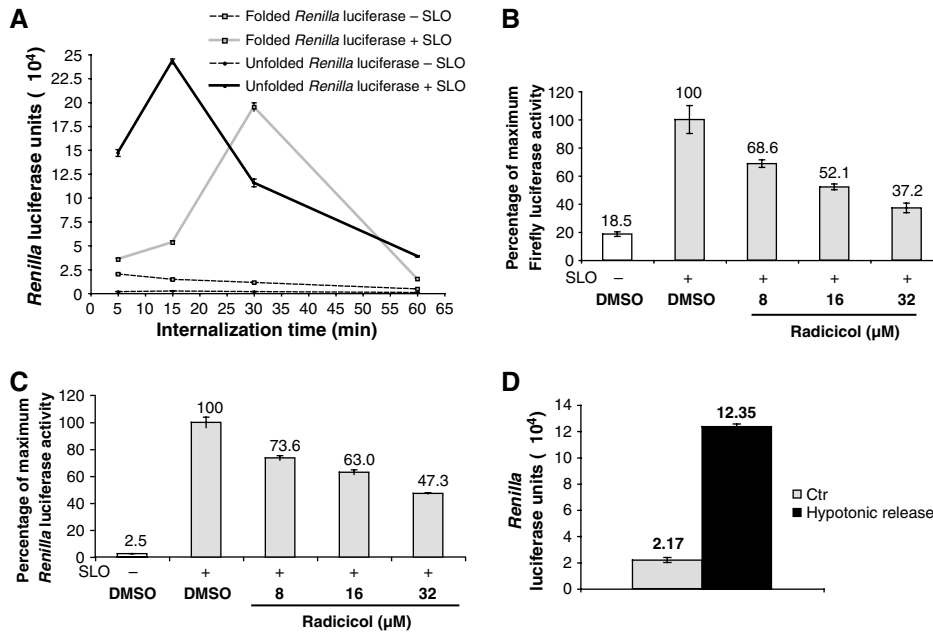 A
Folded Renilla luciferase – SLO
Folded Renilla luciferase + SLO
Unfolded Renilla luciferase – SLO
Unfolded Renilla luciferase + SLO
Renilla luciferase units ( 10⁴)
25
22.5
20
17.5
15
12.5
10
7.5
5
2.5
0
0 5 10 15 20 25 30 35 40 45 50 55 60 65
Internalization time (min)
B
Percentage of maximum
Firefly luciferase activity
120
100
80
60
40
20
0
18.5 100 68.6 52.1 37.2
SLO – + + + +
DMSO DMSO 8 16 32
Radicicol (µM)
C
Percentage of maximum
Renilla luciferase activity
120
100
80
60
40
20
0
2.5 100 73.6 63.0 47.3
SLO – + + + +
DMSO DMSO 8 16 32
Radicicol (µM)
D
Renilla
luciferase units ( 10⁴)
14
12
10
8
6
4
2
0
2.17 12.35
Ctr
Hypotonic release